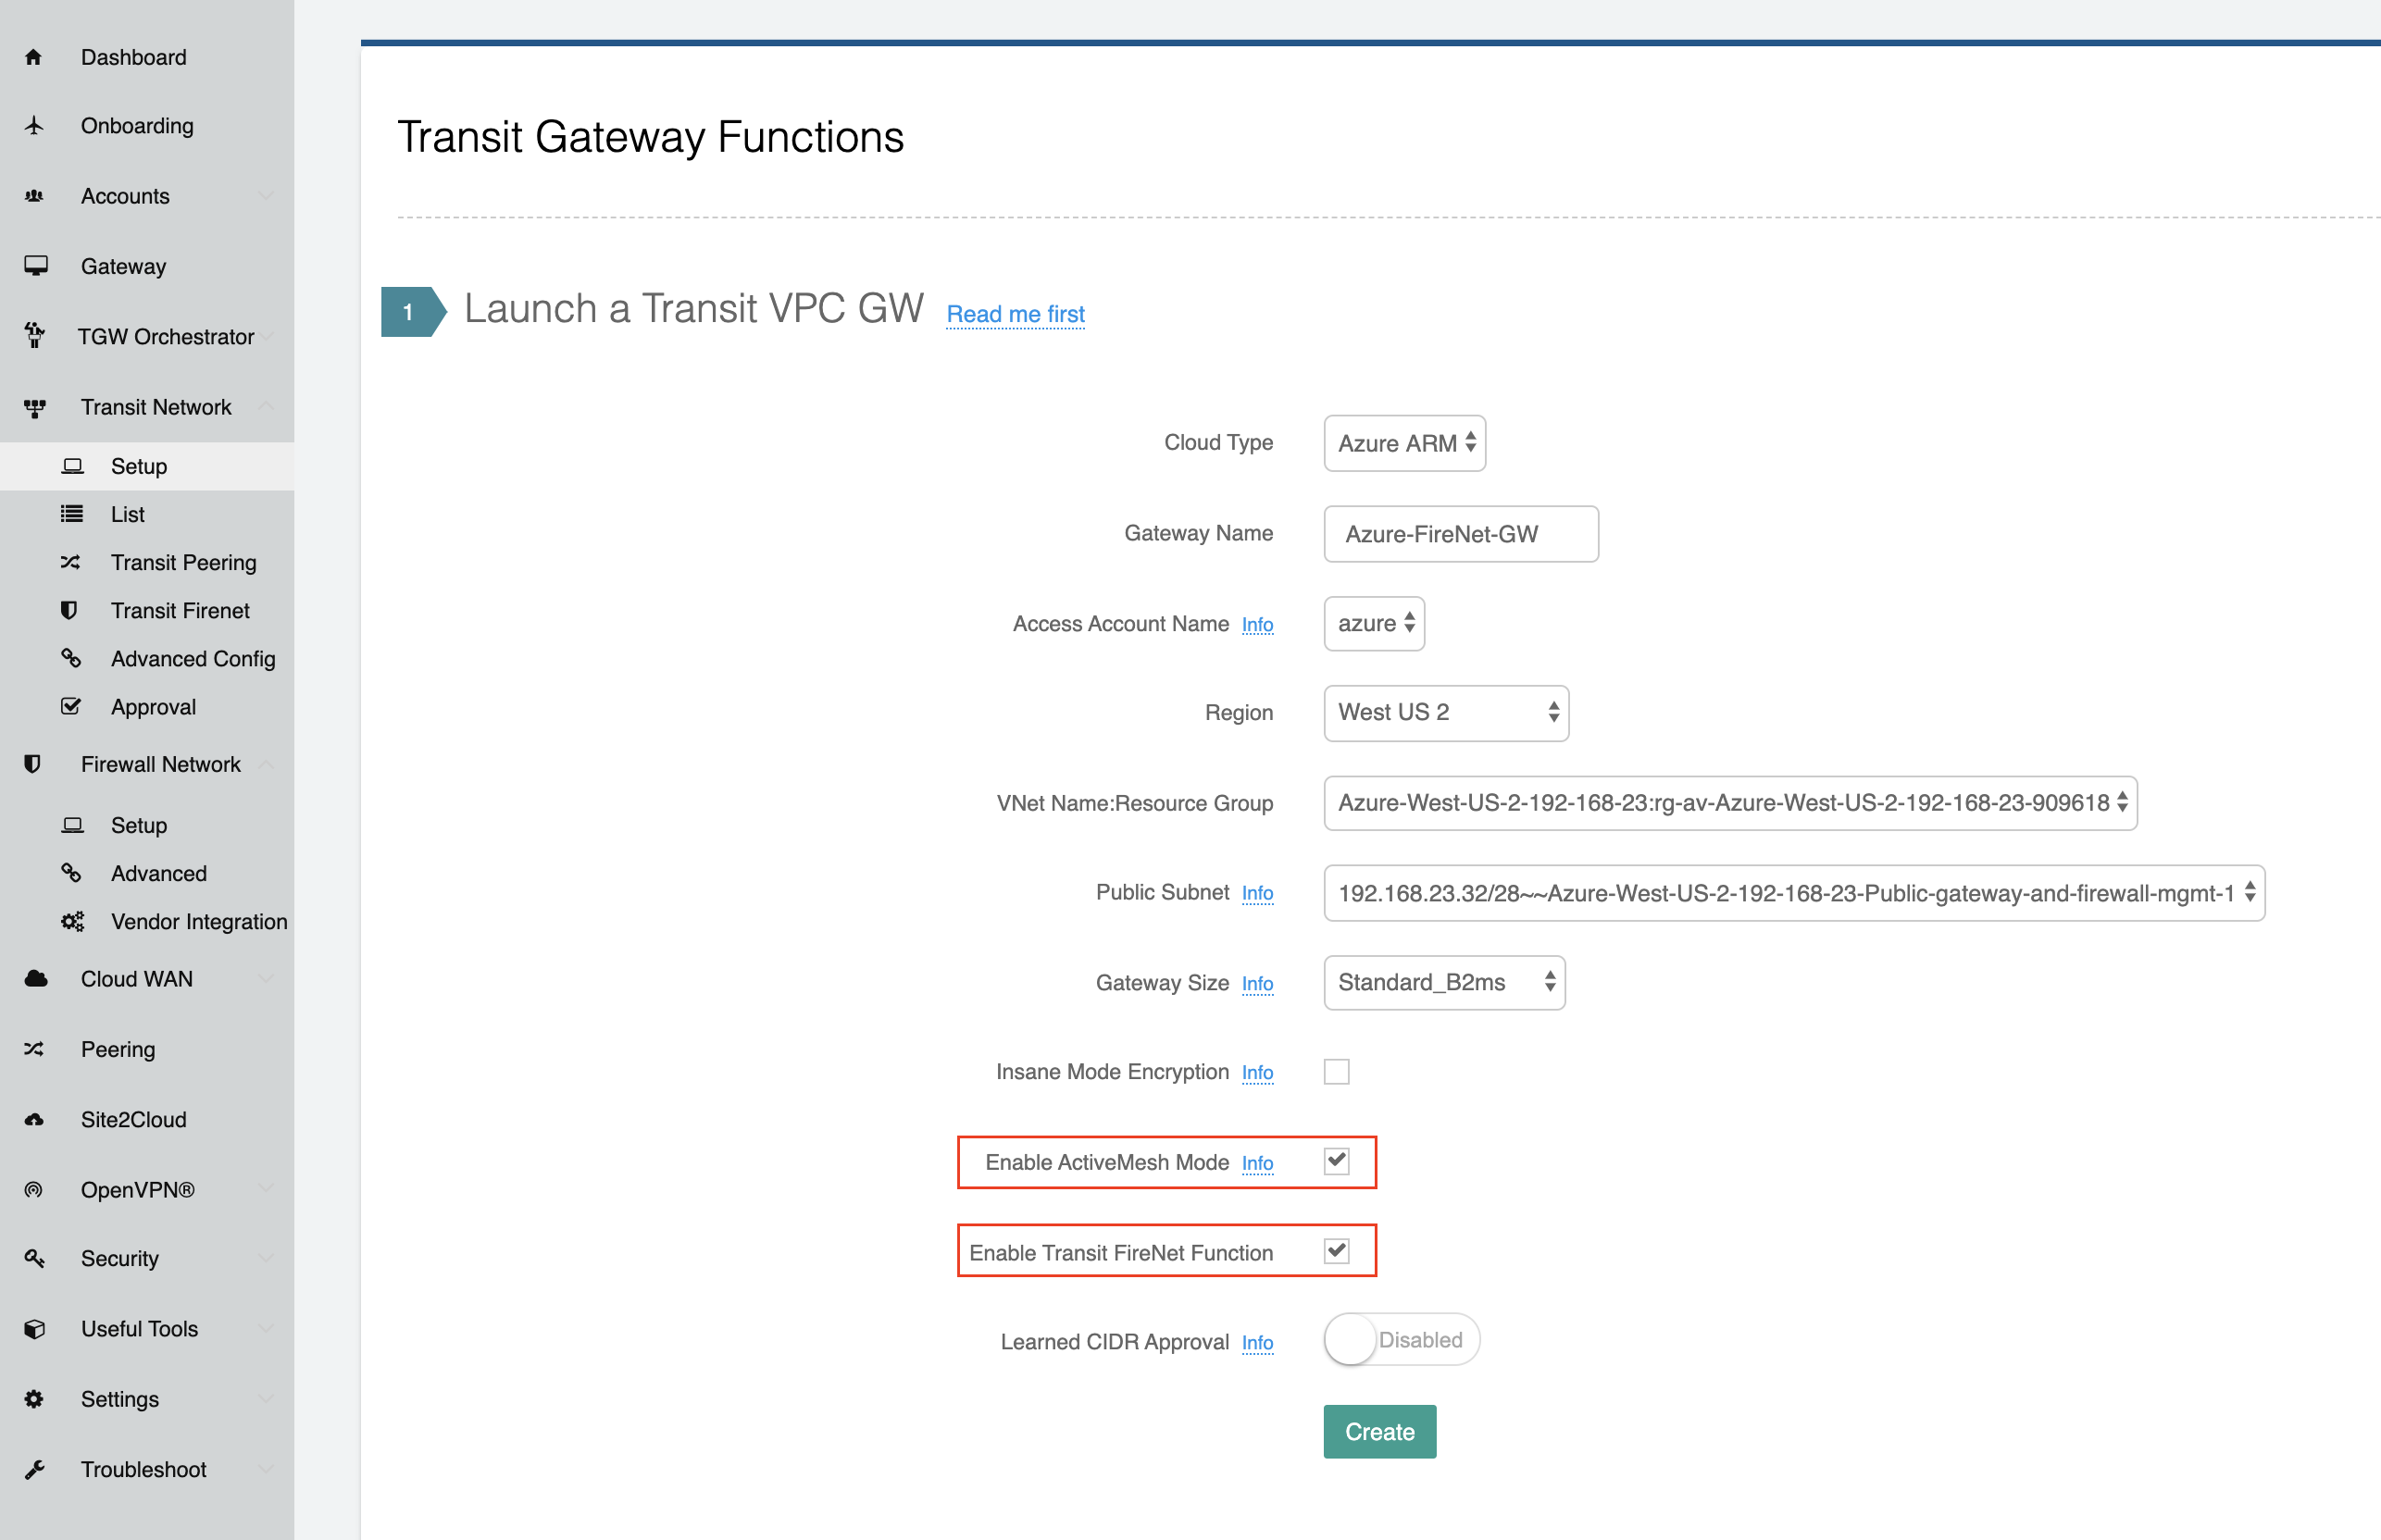 Dashboard
Onboarding
Accounts
Gateway
TGW Orchestrator
Transit Network
Setup
List
Transit Peering
Transit Firenet
Advanced Config
Approval
Firewall Network
Setup
Advanced
Vendor Integration
Cloud WAN
Peering
Site2Cloud
OpenVPN®
Security
Useful Tools
Settings
Troubleshoot
Transit Gateway Functions
1 Launch a Transit VPC GW Read me first
Cloud Type Azure ARM
Gateway Name Azure-FireNet-GW
Access Account Name Info azure
Region West US 2
VNet Name:Resource Group Azure-West-US-2-192-168-23:rg-av-Azure-West-US-2-192-168-23-909618
Public Subnet Info 192.168.23.32/28~~Azure-West-US-2-192-168-23-Public-gateway-and-firewall-mgmt-1
Gateway Size Info Standard_B2ms
Insane Mode Encryption Info
Enable ActiveMesh Mode Info
Enable Transit FireNet Function
Learned CIDR Approval Info Disabled
Create